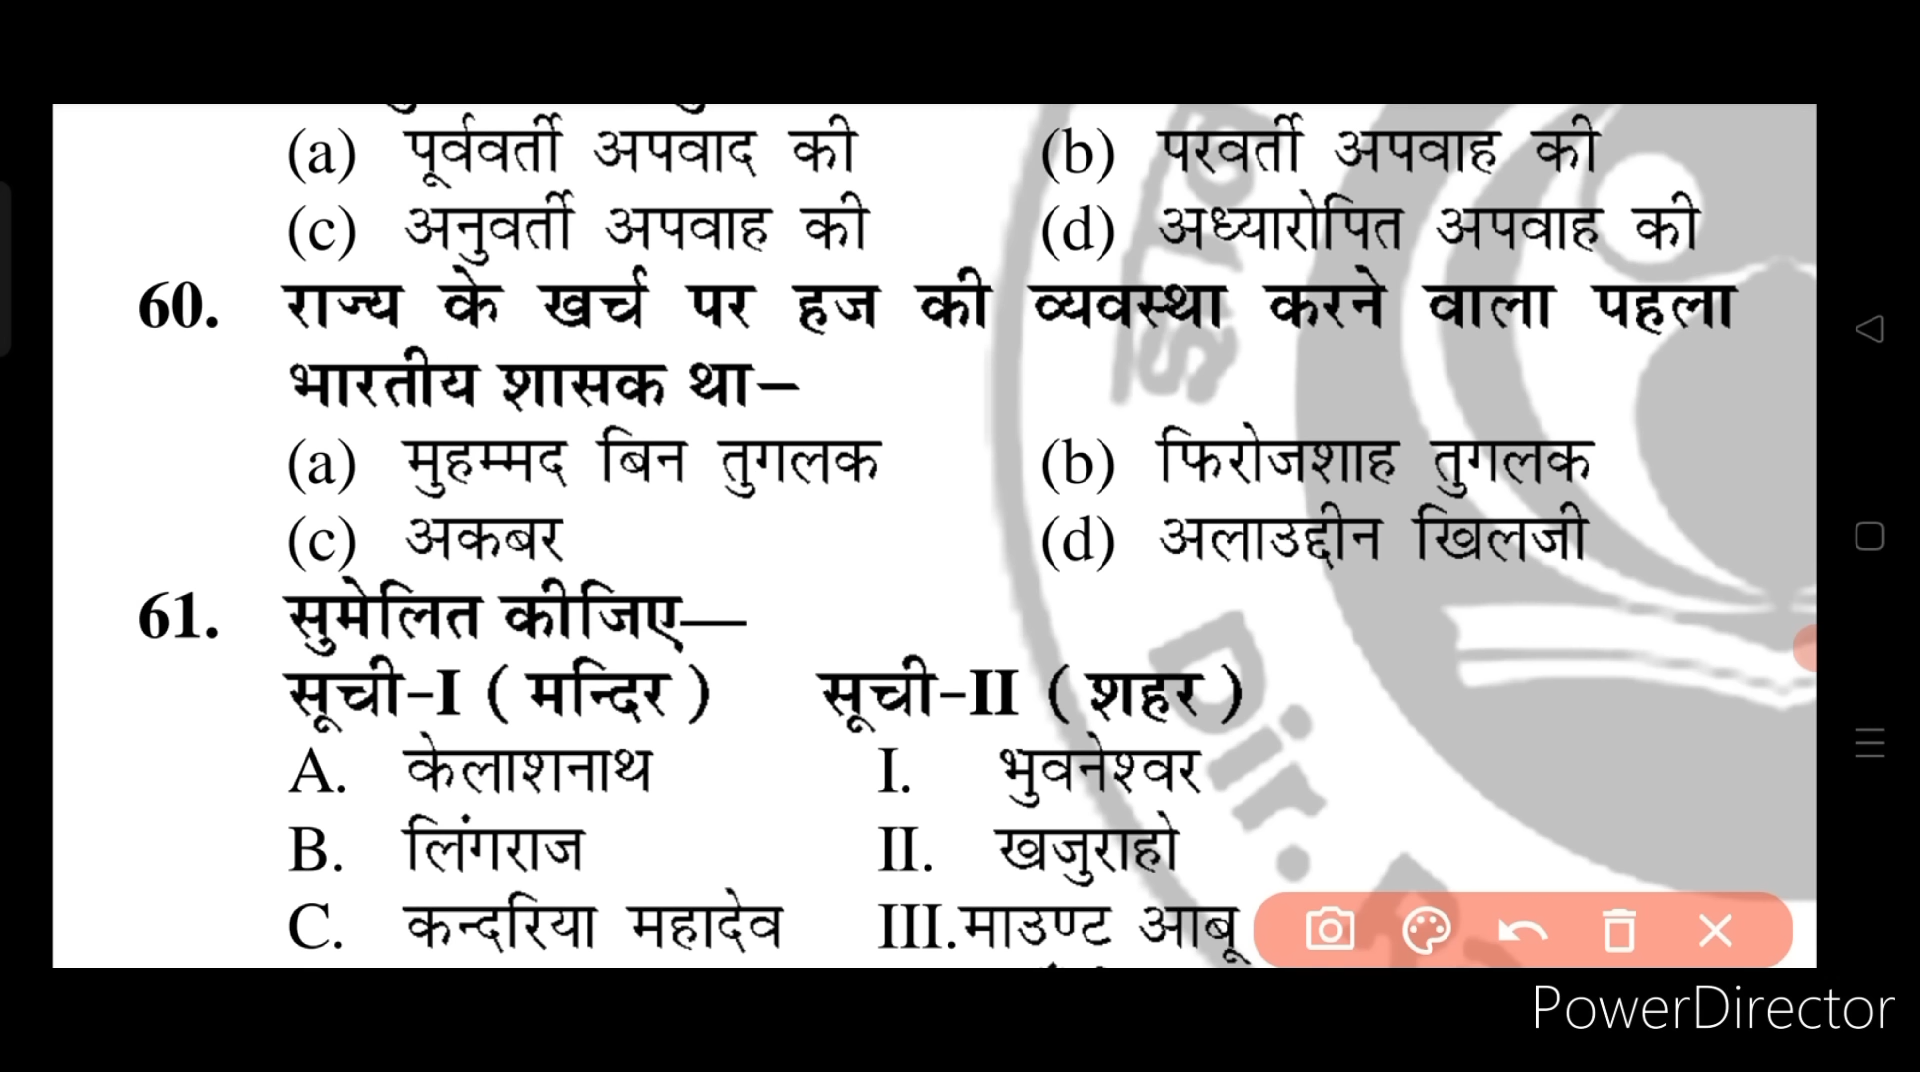 (a) पूर्ववर्ती अपवाद की (b) परवर्ती अपवाह की
(c) अनुवर्ती अपवाह की (d) अध्यारोपित अपवाह की
60. राज्य के खर्च पर हज की व्यवस्था करने वाला पहला
भारतीय शासक था–
(a) मुहम्मद बिन तुगलक (b) फिरोजशाह तुगलक
(c) अकबर (d) अलाउद्दीन खिलजी
61. सुमेलित कीजिए—
सूची-I ( मन्दिर ) सूची-II ( शहर )
A. केलाशनाथ I. भुवनेश्वर
B. लिंगराज II. खजुराहो
C. कन्दरिया महादेव III. माउण्ट आबू
Dir.
PowerDirector